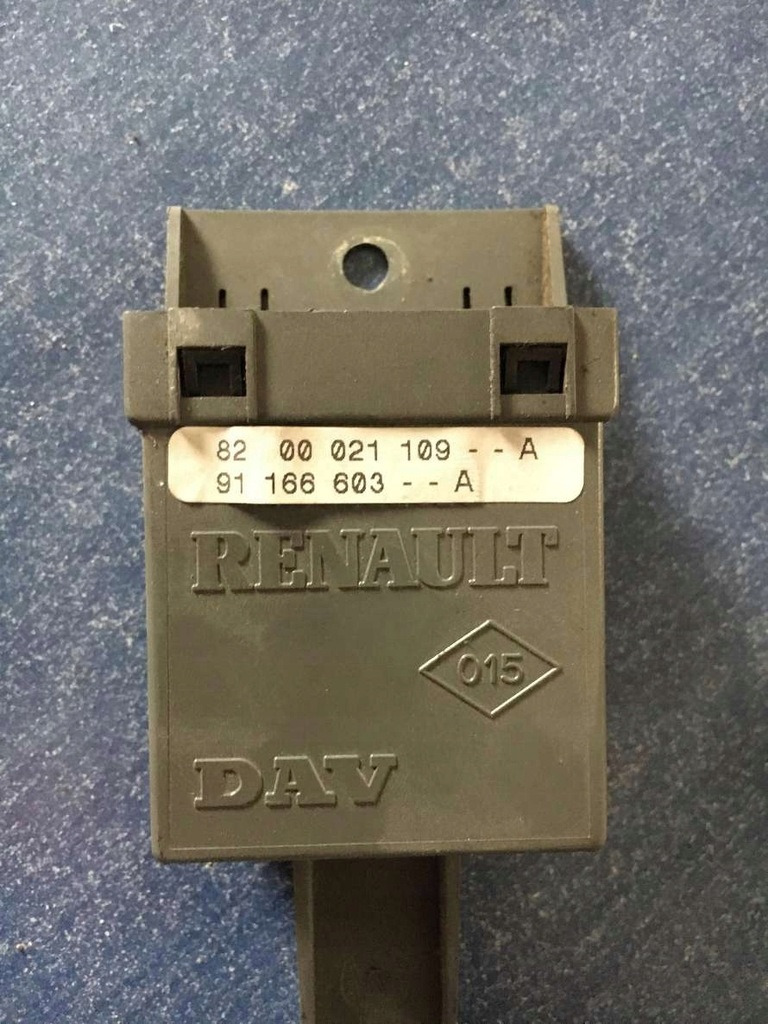 82 00 021 109 -- A
91 166 603 -- A
RENAULT
015
DAV